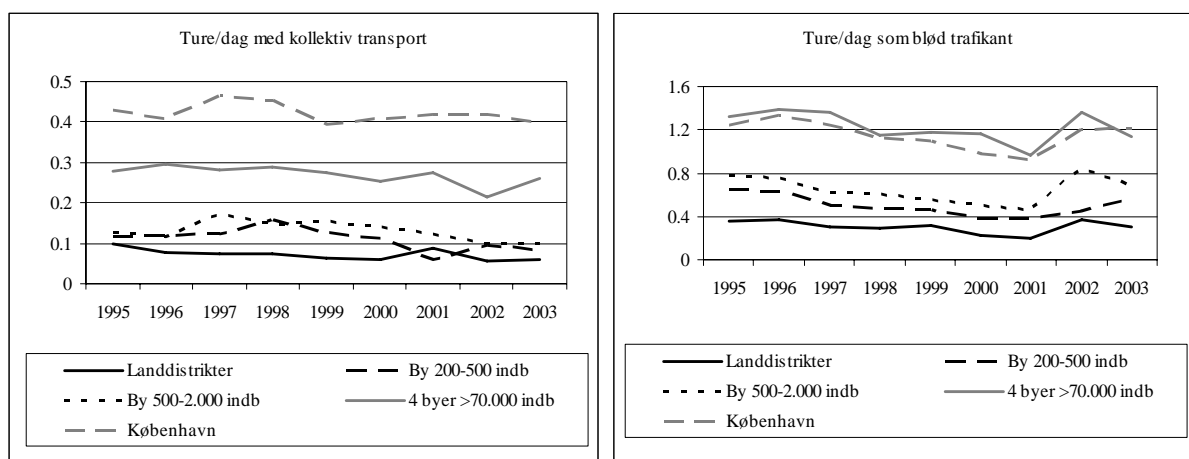 Ture/dag med kollektiv transport
0.5
0.4
0.3
0.2
0.1
0
1995 1996 1997 1998 1999 2000 2001 2002 2003
Landdistrikter By 200-500 indb
By 500-2.000 indb 4 byer >70.000 indb
København
Ture/dag som blød trafikant
1.6
1.2
0.8
0.4
0
1995 1996 1997 1998 1999 2000 2001 2002 2003
Landdistrikter By 200-500 indb
By 500-2.000 indb 4 byer >70.000 indb
København